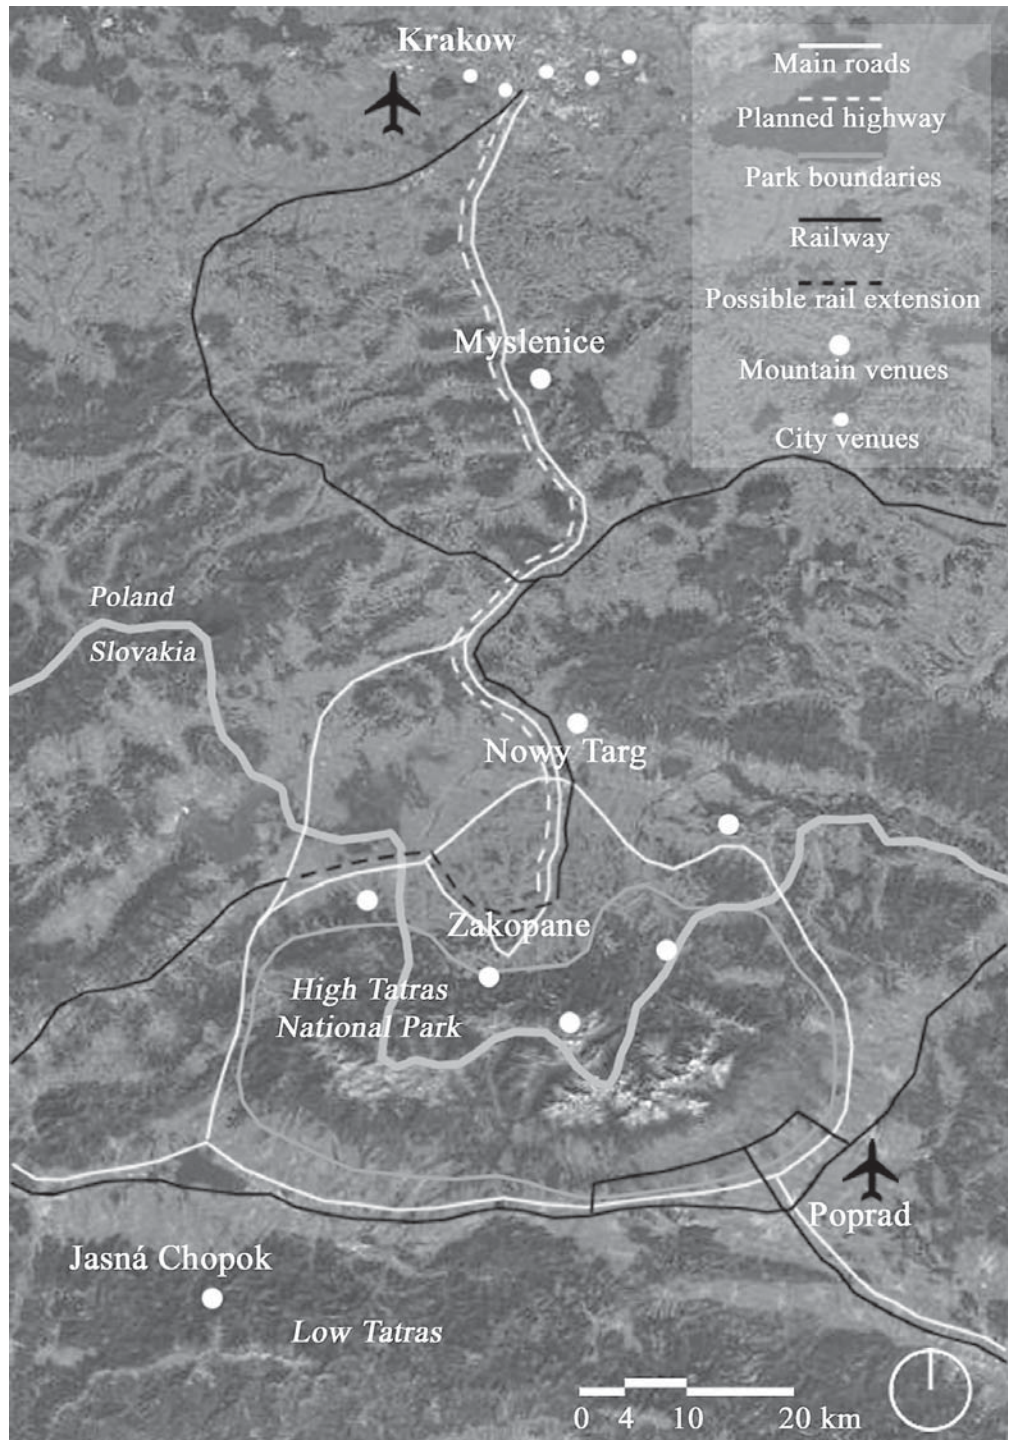 Krakow
Main roads
Planned highway
Park boundaries
Railway
Possible rail extension
Mountain venues
City venues
Myslenice
Poland
Slovakia
Nowy Targ
Zakopane
High Tatras
National Park
Poprad
Jasná Chopok
Low Tatras
0 4 10 20 km